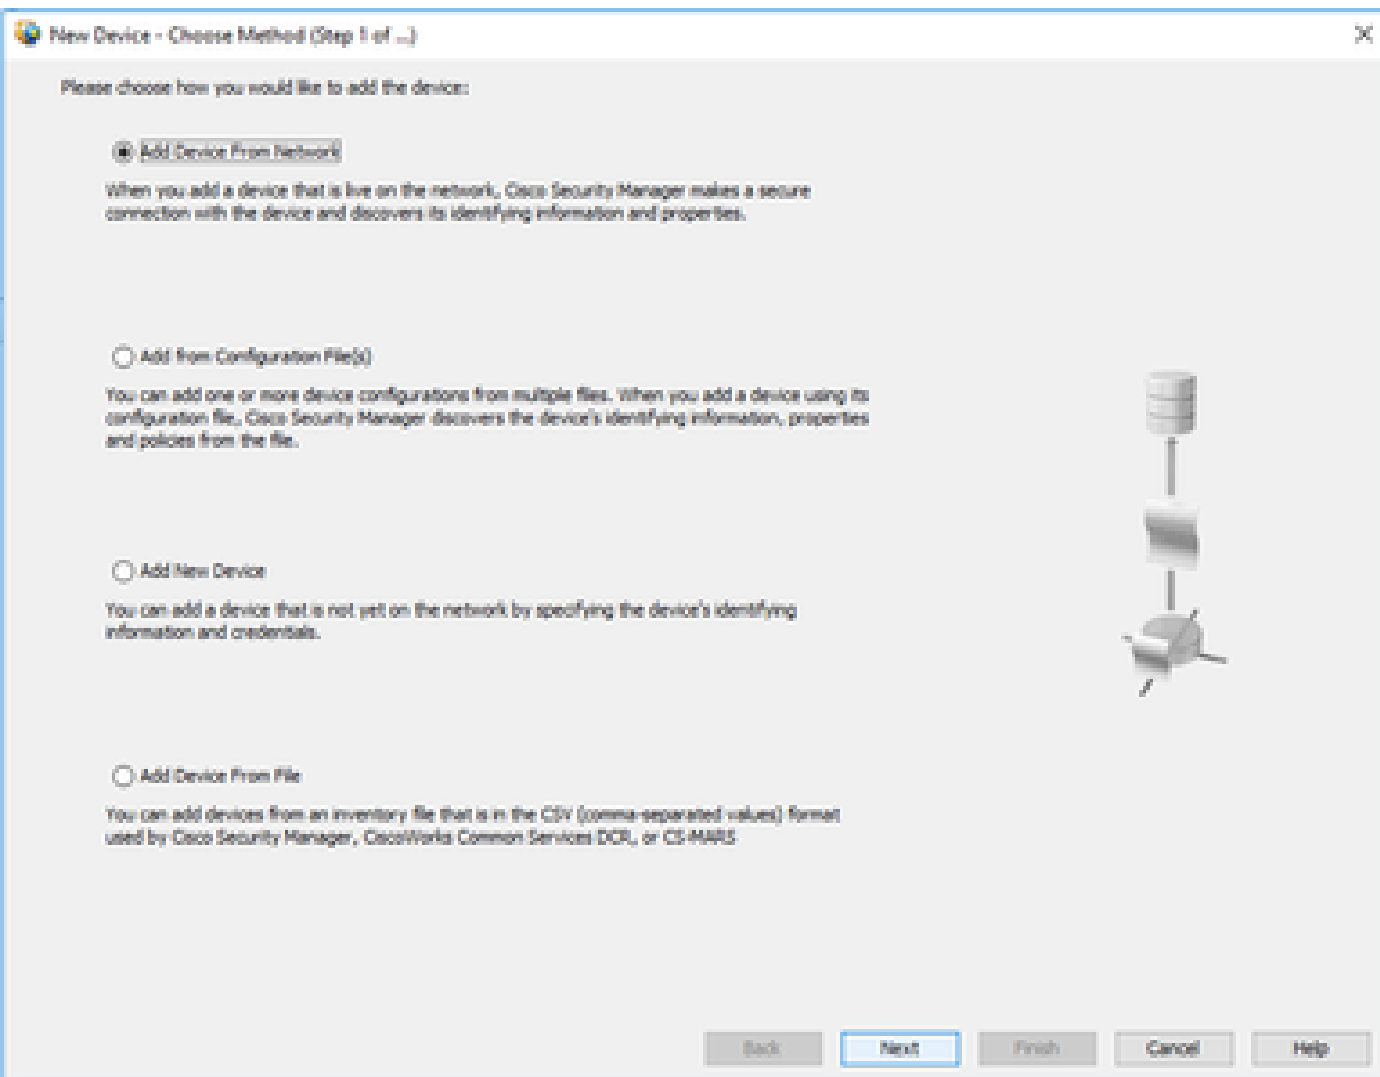 New Device - Choose Method (Step 1 of ...)
Please choose how you would like to add the device:
Add Device From Network
When you add a device that is live on the network, Cisco Security Manager makes a secure
connection with the device and discovers its identifying information and properties.
Add from Configuration File(s)
You can add one or more device configurations from multiple files. When you add a device using its
configuration file, Cisco Security Manager discovers the device's identifying information, properties
and policies from the file.
Add New Device
You can add a device that is not yet on the network by specifying the device's identifying
information and credentials.
Add Device From File
You can add devices from an inventory file that is in the CSV (comma-separated values) format
used by Cisco Security Manager, CiscoWorks Common Services DCR, or CS-MARS
Back
Next
Finish
Cancel
Help